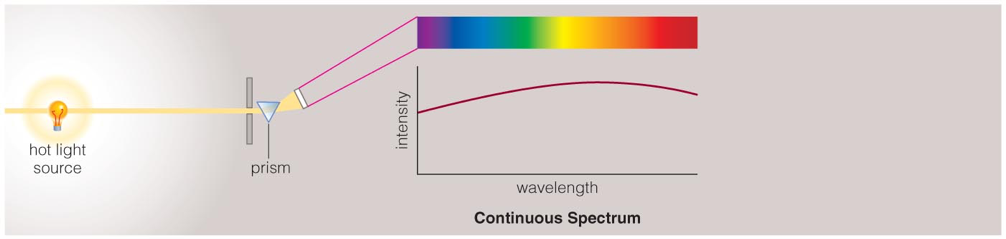 hot light
source
prism
intensity
wavelength
Continuous Spectrum